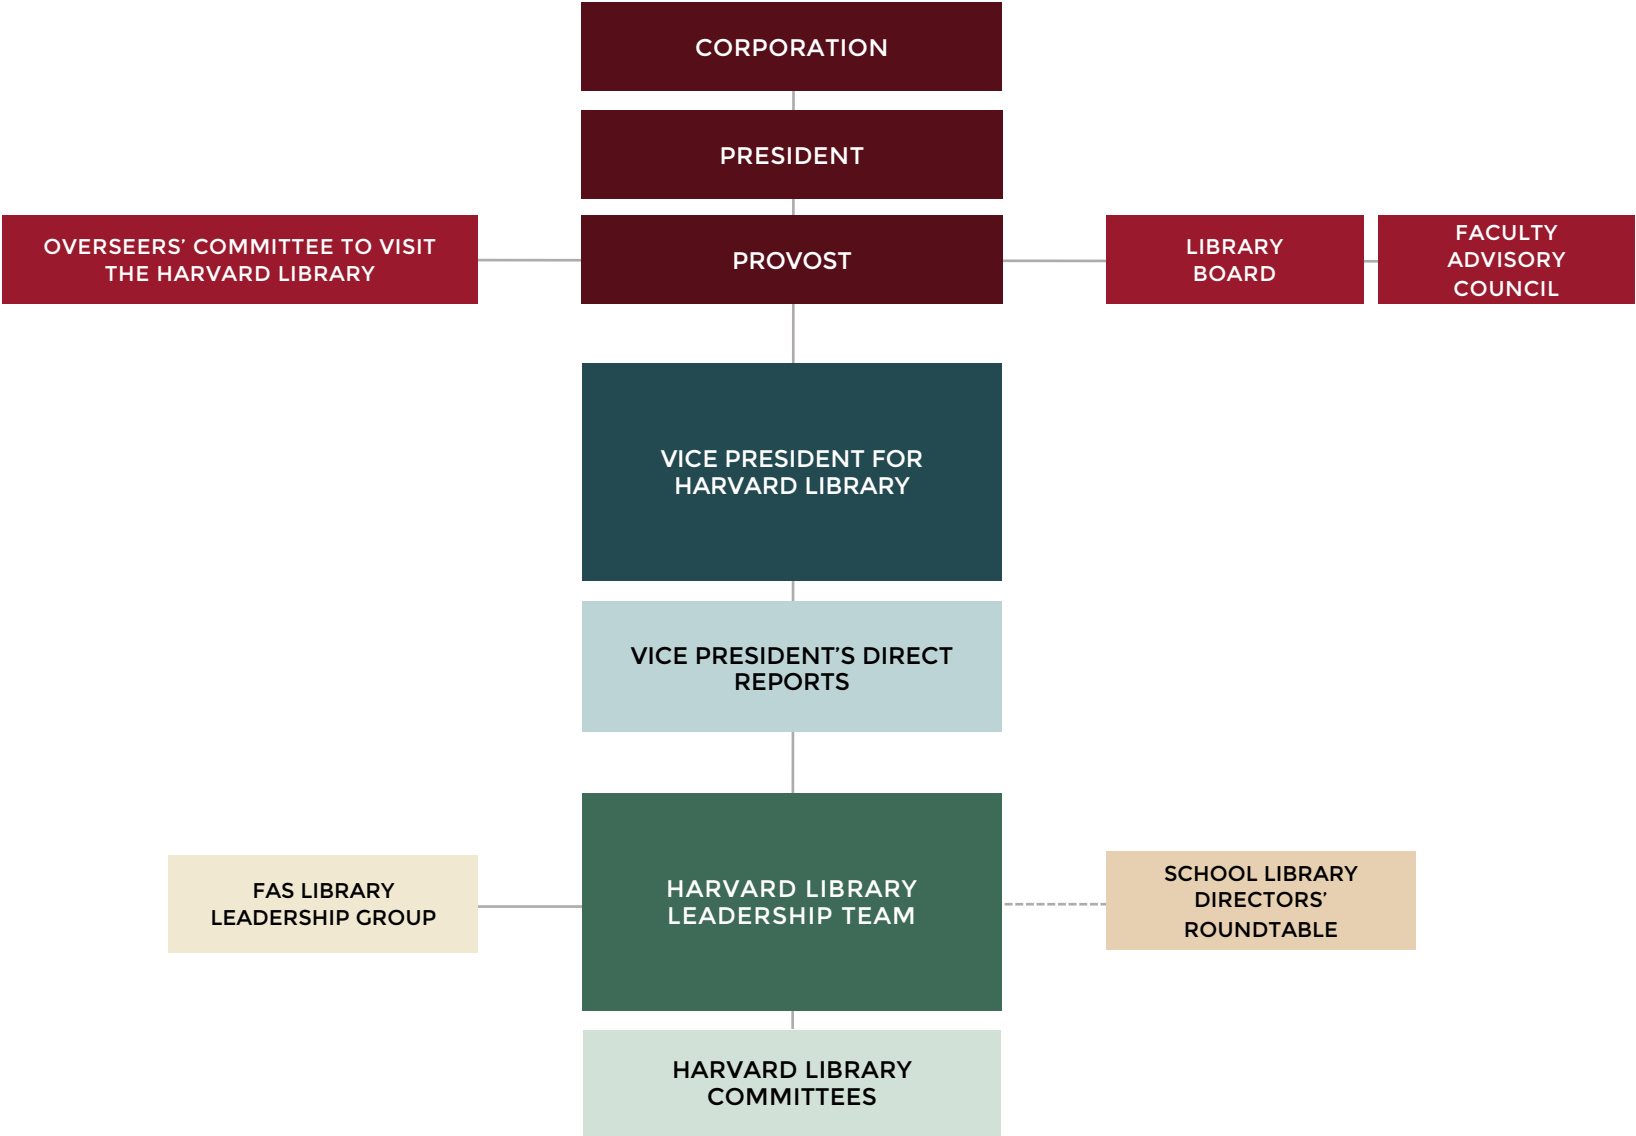 CORPORATION
PRESIDENT
OVERSEERS’ COMMITTEE TO VISIT
THE HARVARD LIBRARY
PROVOST
LIBRARY
BOARD
FACULTY
ADVISORY
COUNCIL
VICE PRESIDENT FOR
HARVARD LIBRARY
VICE PRESIDENT’S DIRECT
REPORTS
FAS LIBRARY
LEADERSHIP GROUP
HARVARD LIBRARY
LEADERSHIP TEAM
SCHOOL LIBRARY
DIRECTORS’
ROUNDTABLE
HARVARD LIBRARY
COMMITTEES